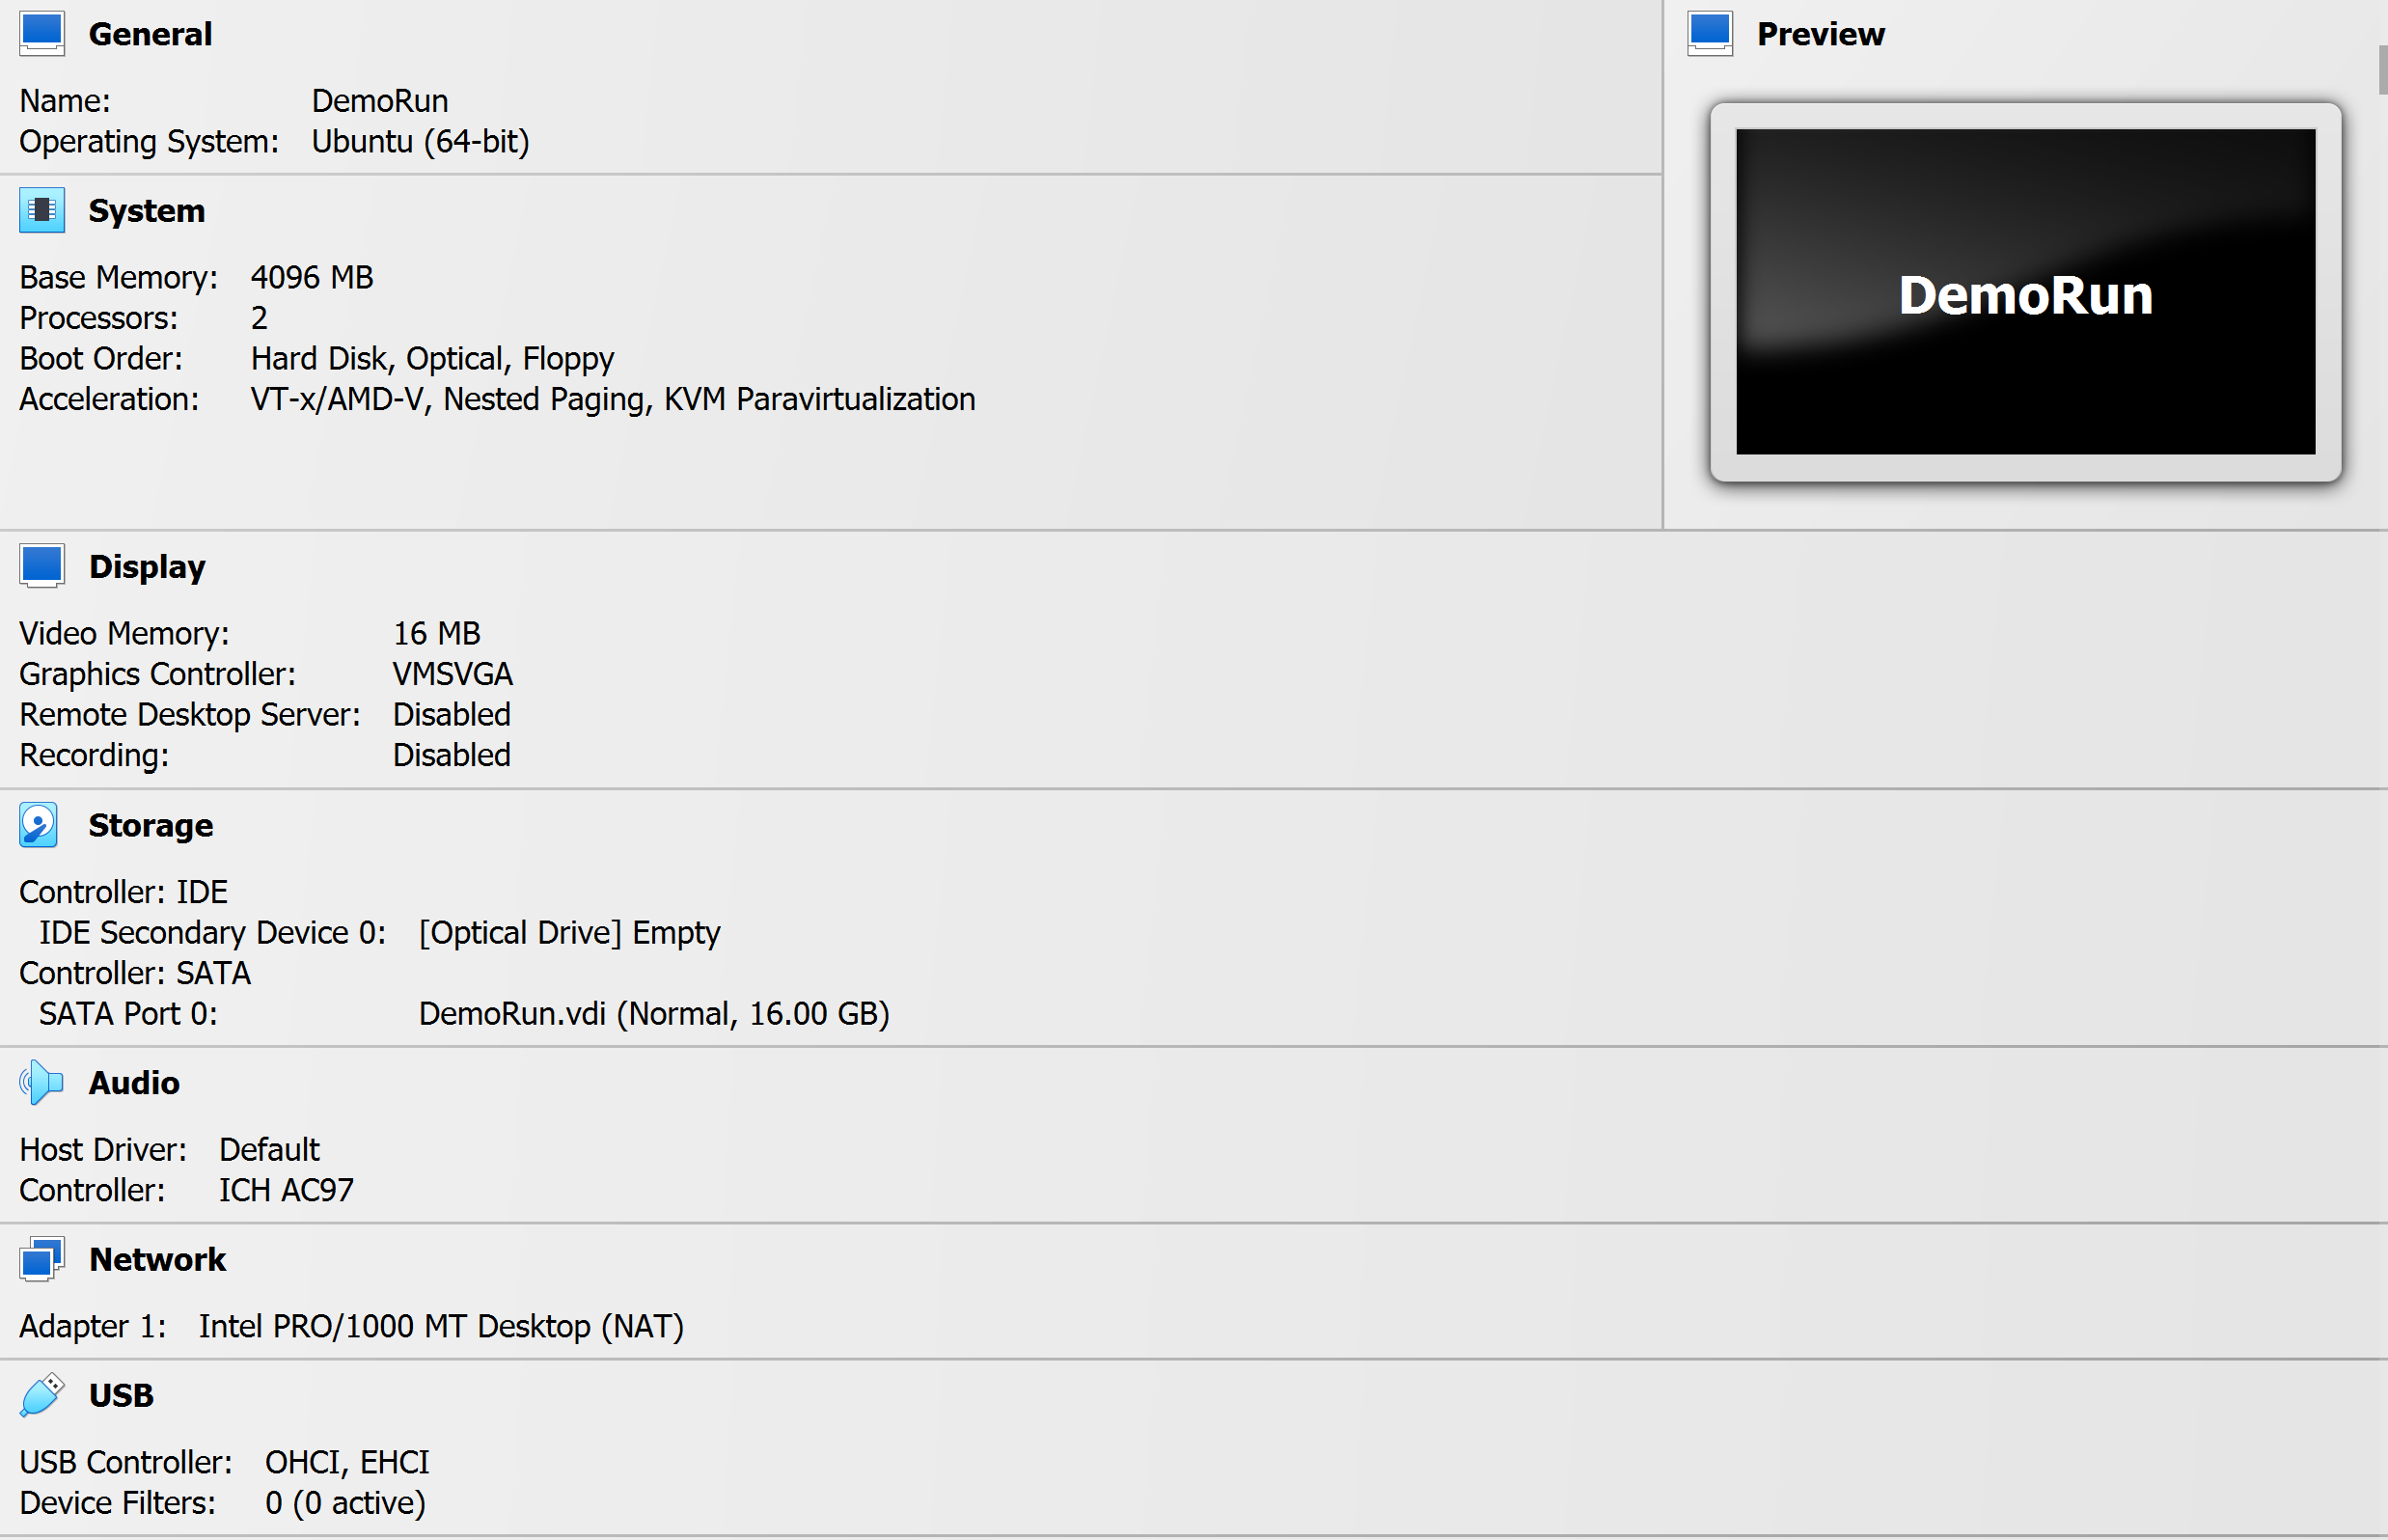 General
Name: DemoRun
Operating System: Ubuntu (64-bit)
System
Base Memory: 4096 MB
Processors: 2
Boot Order: Hard Disk, Optical, Floppy
Acceleration: VT-x/AMD-V, Nested Paging, KVM Paravirtualization
Preview
DemoRun
Display
Video Memory: 16 MB
Graphics Controller: VMSVGA
Remote Desktop Server: Disabled
Recording: Disabled
Storage
Controller: IDE
IDE Secondary Device 0: [Optical Drive] Empty
Controller: SATA
SATA Port 0: DemoRun.vdi (Normal, 16.00 GB)
Audio
Host Driver: Default
Controller: ICH AC97
Network
Adapter 1: Intel PRO/1000 MT Desktop (NAT)
USB
USB Controller: OHCI, EHCI
Device Filters: 0 (0 active)